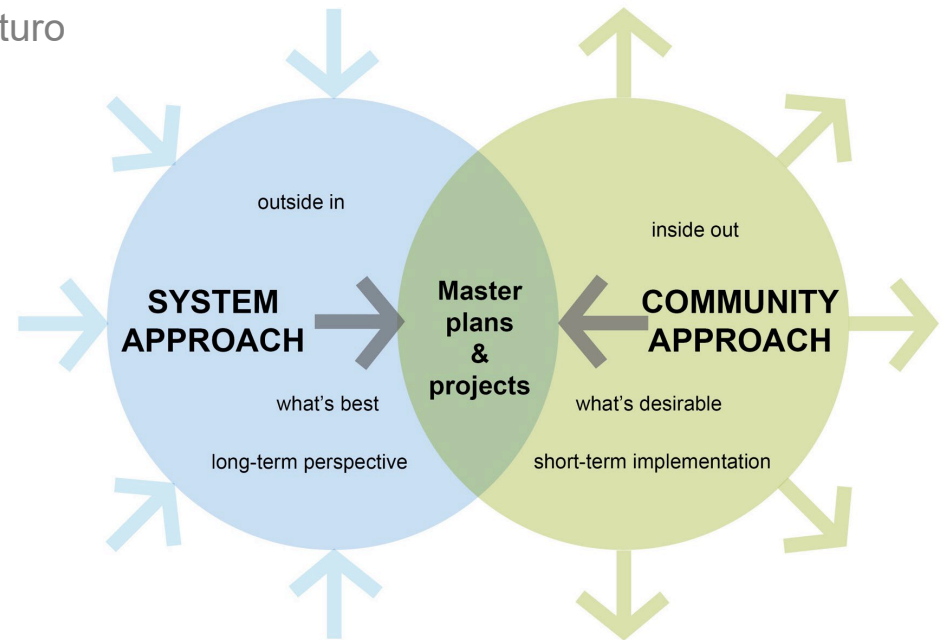 turo
outside in
inside out
SYSTEM
APPROACH
Master
plans
&
projects
COMMUNITY
APPROACH
what's best
what's desirable
long-term perspective
short-term implementation